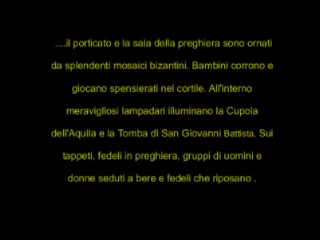 ....il porticato e la sala della preghiera sono ornati
da splendenti mosaici bizantini. Bambini corrono e
giocano spensierati nel cortile. All'interno
meravigliosi lampadari illuminano la Cupola
dell'Aquila e la Tomba di San Giovanni Battista. Sui
tappeti, fedeli in preghiera, gruppi di uomini e
donne seduti a bere e fedeli che riposano .